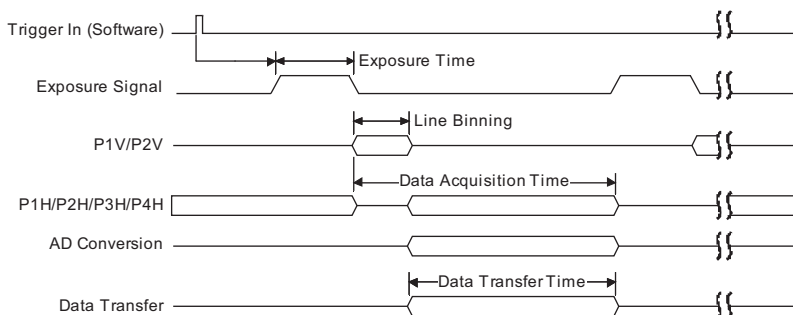 Trigger In (Software)
Exposure Time
Exposure Signal
Line Binning
P1V/P2V
Data Acquisition Time
P1H/P2H/P3H/P4H
AD Conversion
Data Transfer Time
Data Transfer